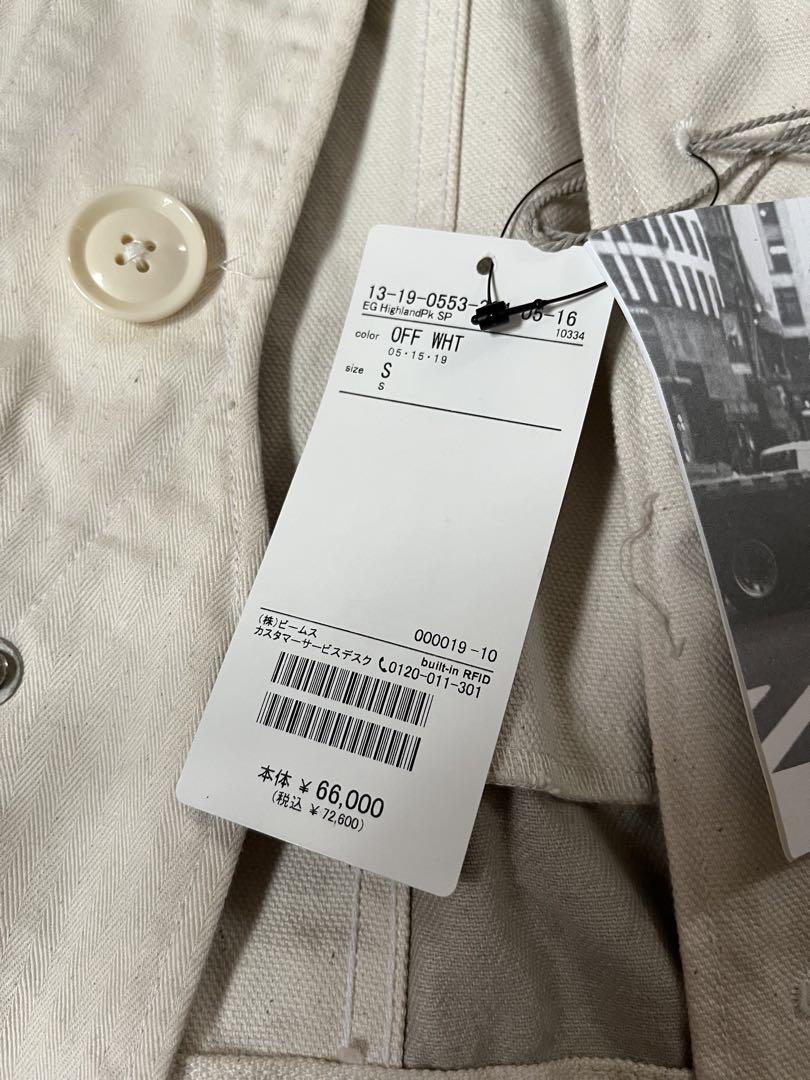 13-19-0553- 05-16
EG HighlandPk SP 10334
color OFF WHT
05・15・19
size S
S
(株)ビームス 000019-10
カスタマーサービスデスク built-in RFID
0120-011-301
本体 ¥66,000
(税込 ¥72,600)